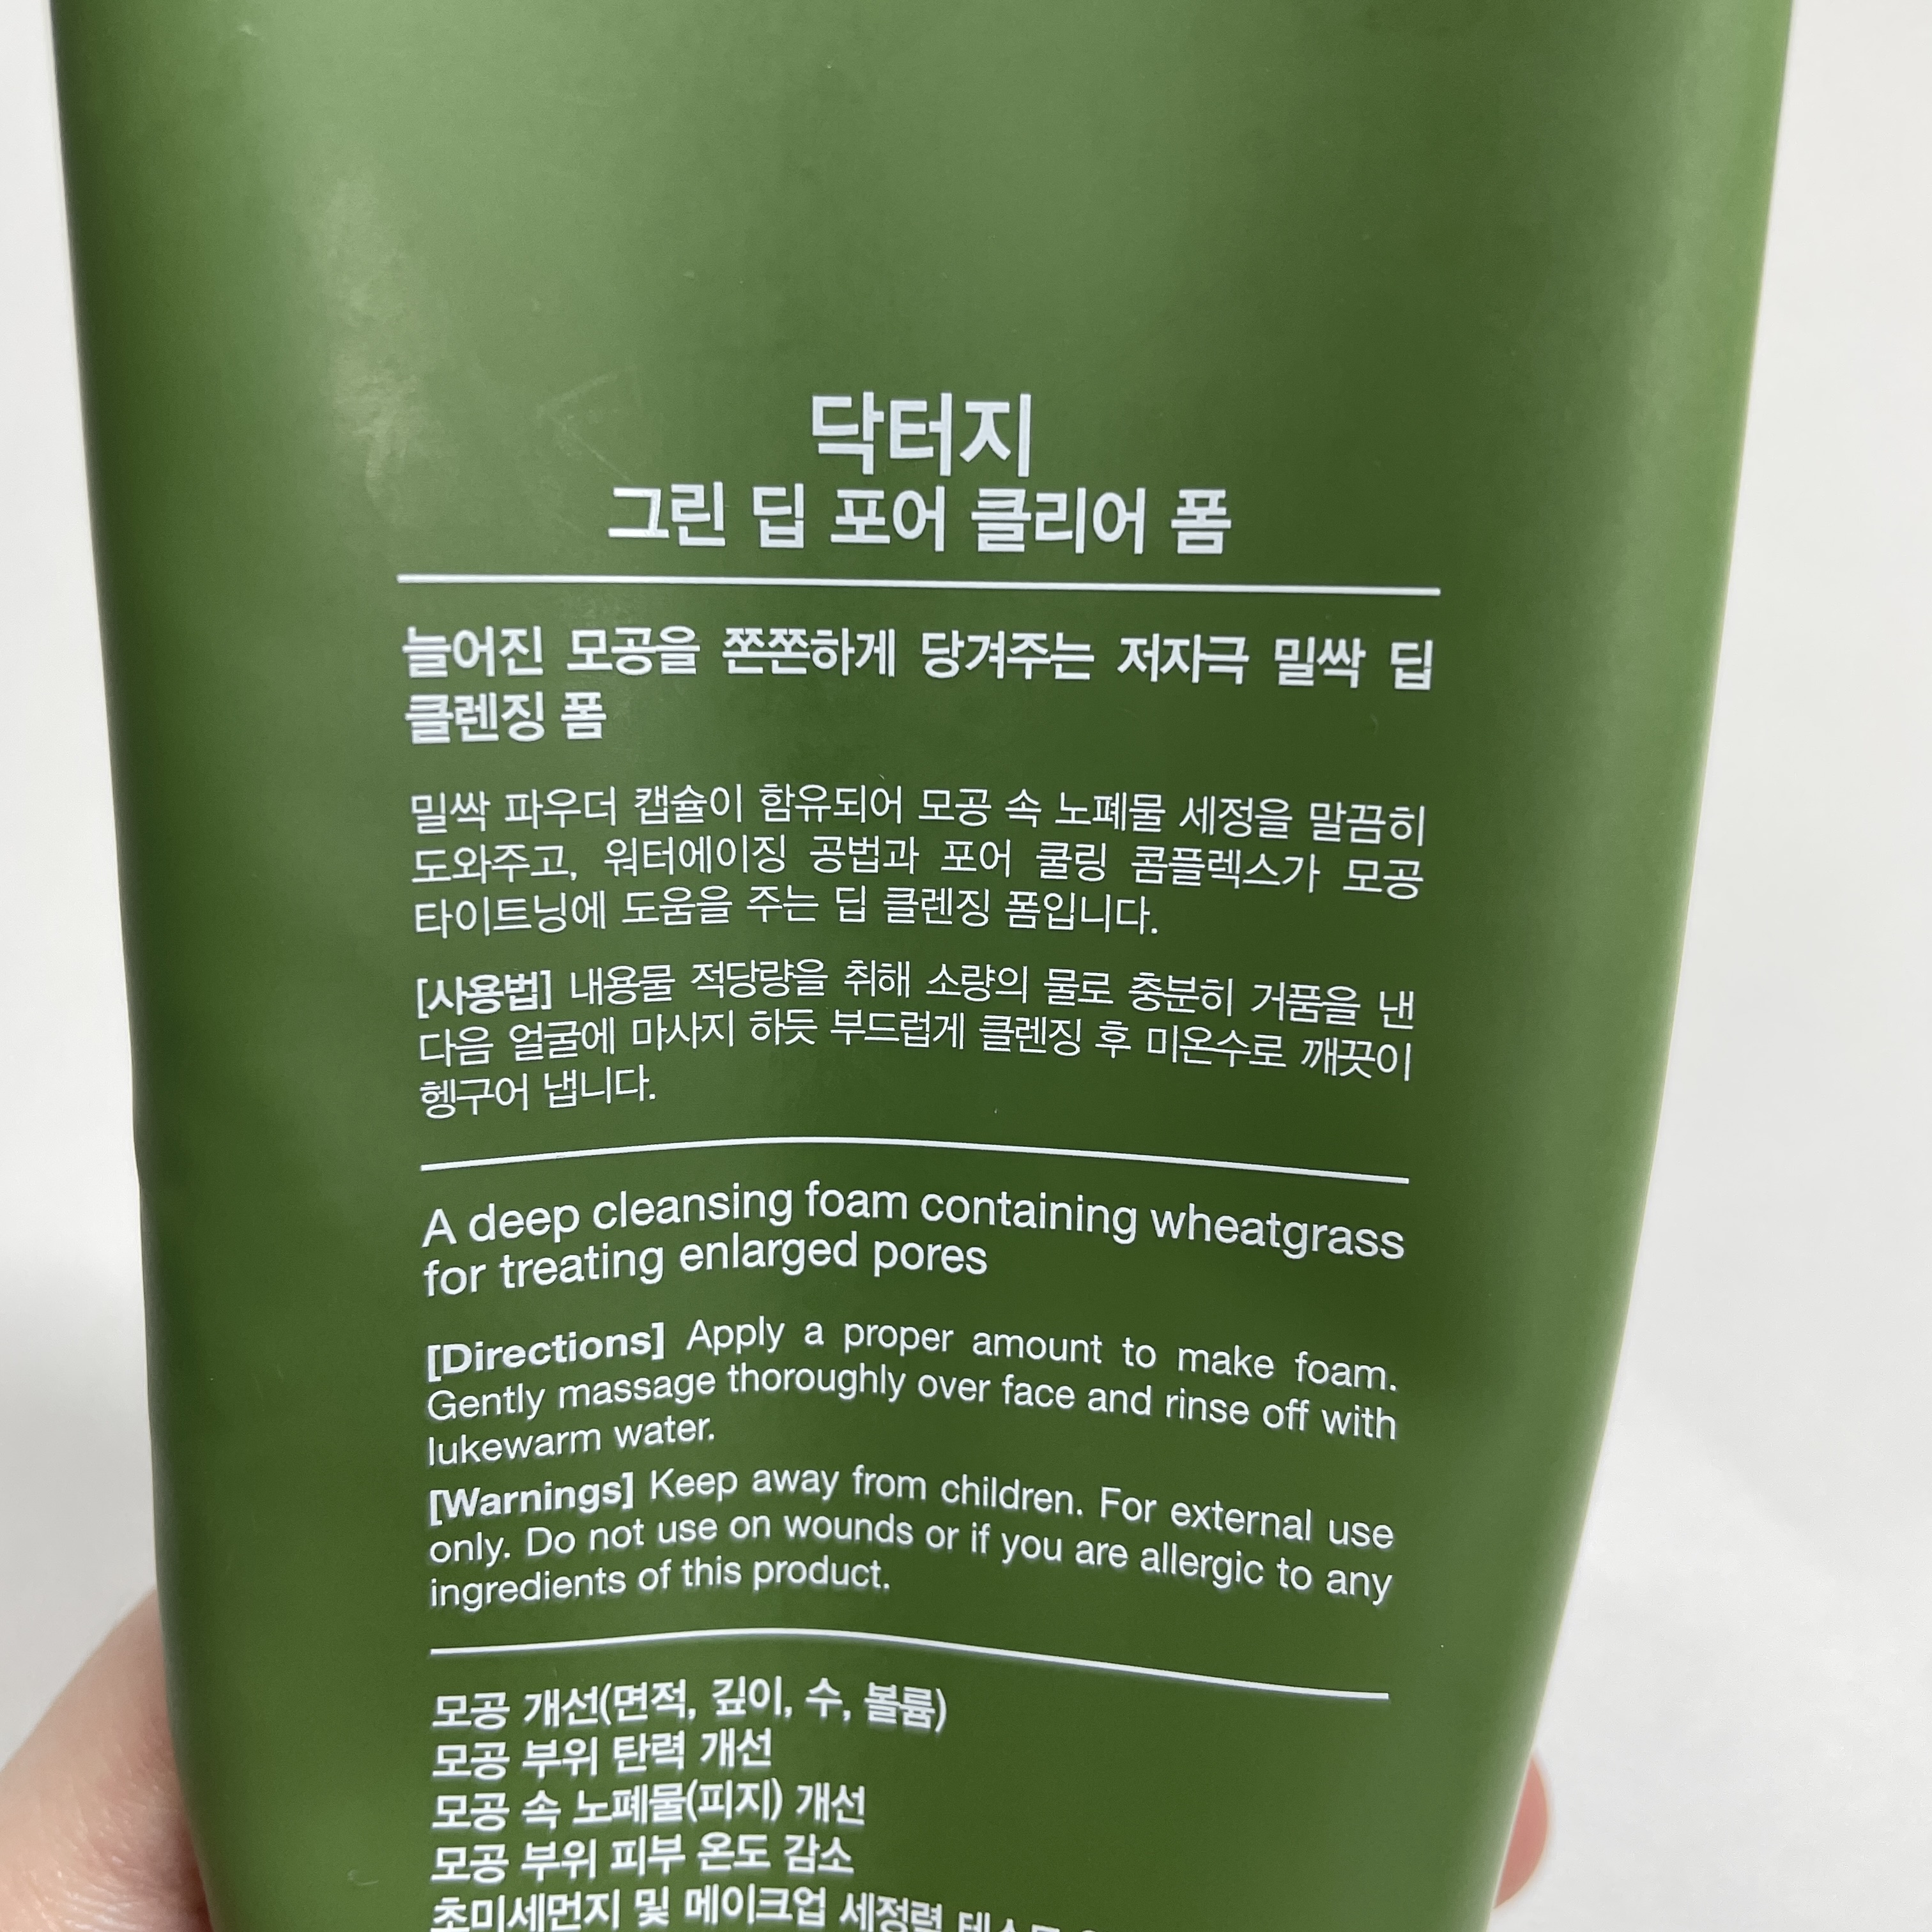 닥터지
그린 딥 포어 클리어 폼
늘어진 모공을 쫀쫀하게 당겨주는 저자극 밀싹 딥
클렌징 폼
밀싹 파우더 캡슐이 함유되어 모공 속 노폐물 세정을 말끔히
도와주고, 워터에이징 공법과 포어 쿨링 콤플렉스가 모공
타이트닝에 도움을 주는 딥 클렌징 폼입니다.
[사용법] 내용물 적당량을 취해 소량의 물로 충분히 거품을 낸
다음 얼굴에 마사지 하듯 부드럽게 클렌징 후 미온수로 깨끗이
헹구어 냅니다.
A deep cleansing foam containing wheatgrass
for treating enlarged pores
[Directions] Apply a proper amount to make foam.
Gently massage thoroughly over face and rinse off with
lukewarm water.
[Warnings] Keep away from children. For external use
only. Do not use on wounds or if you are allergic to any
ingredients of this product.
모공 개선(면적, 깊이, 수, 볼륨)
모공 부위 탄력 개선
모공 속 노폐물(피지) 개선
모공 부위 피부 온도 감소
초미세먼지 및 메이크업 세정력